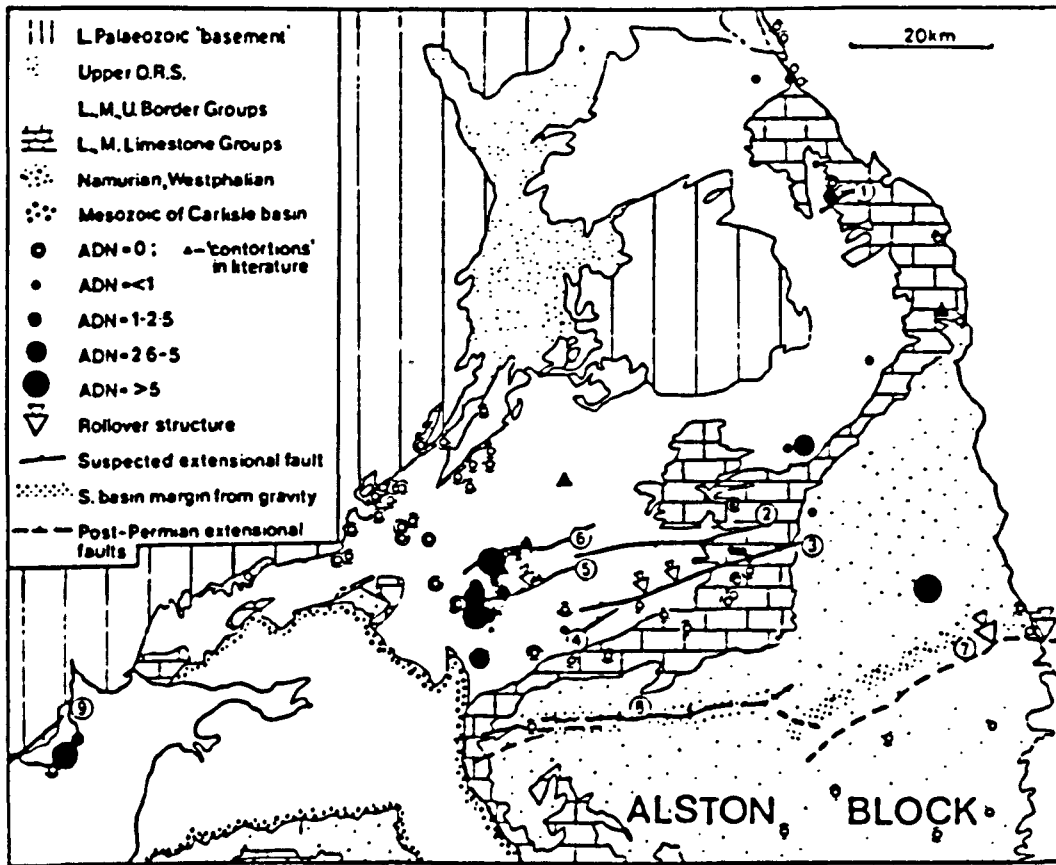 L.Palaeozoic 'basement'
Upper O.R.S.
L.,M.,U. Border Groups
L.,M. Limestone Groups
Namurian, Westphalian
Mesozoic of Carlisle basin
ADN=0; ▲-'contortions'
in literature
ADN=<1
ADN=1-2·5
ADN=2·6-5
ADN=>5
Rollover structure
Suspected extensional fault
S. basin margin from gravity
Post-Permian extensional
faults
20km
1
2
3
6
5
4
7
8
9
ALSTON BLOCK